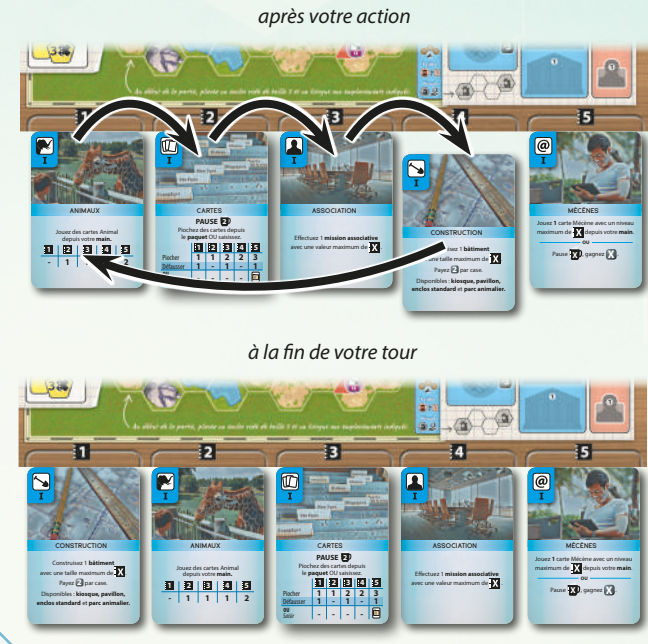 après votre action
1 2 3 4 5
I
ANIMAUX
Jouez des cartes Animal
depuis votre main.
1 2 3 4 5
- 1 2
I
CARTES
PAUSE 2
Piochez des cartes depuis
le paquet OU saisissez.
1 2 3 4 5
Piocher 1 1 2 2 3
Défausser 1 - 1 - 1
- - - -
I
ASSOCIATION
Effectuez 1 mission associative
avec une valeur maximum de X.
I
CONSTRUCTION
1 bâtiment
une taille maximum de X
Payez 2 par case.
Disponibles : kiosque, pavillon,
enclos standard et parc animalier.
I
MÉCÈNES
Jouez 1 carte Mécènes avec un niveau
maximum de X depuis votre main.
OU
Pause X, gagnez X.
à la fin de votre tour
1 2 3 4 5
I
CONSTRUCTION
Construisez 1 bâtiment
avec une taille maximum de X
Payez 2 par case.
Disponibles : kiosque, pavillon,
enclos standard et parc animalier.
I
ANIMAUX
Jouez des cartes Animal
depuis votre main.
1 2 3 4 5
- 1 1 1 2
I
CARTES
PAUSE 2
Piochez des cartes depuis
le paquet OU saisissez.
1 2 3 4 5
Piocher 1 1 2 2 3
Défausser 1 - 1 - 1
OU
Saisir - - - -
I
ASSOCIATION
Effectuez 1 mission associative
avec une valeur maximum de X.
I
MÉCÈNES
Jouez 1 carte Mécènes avec un niveau
maximum de X depuis votre main.
OU
Pause X, gagnez X.